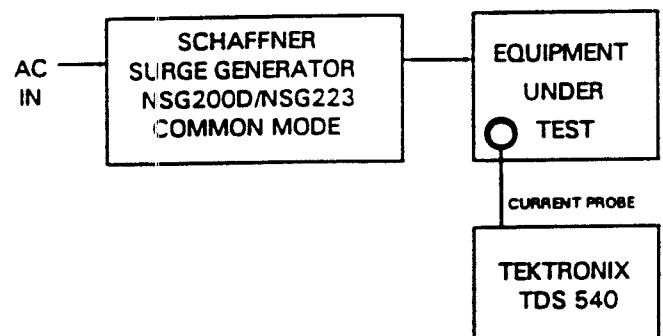 AC
IN
SCHAFFNER
SURGE GENERATOR
NSG200D/NSG223
COMMON MODE
EQUIPMENT
UNDER
TEST
CURRENT PROBE
TEKTRONIX
TDS 540